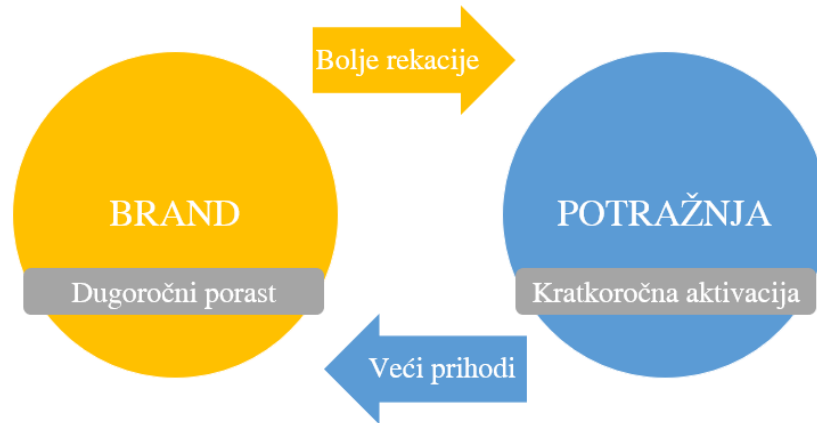 Bolje rekacije
BRAND
POTRAŽNJA
Dugoročni porast
Kratkoročna aktivacija
Veći prihodi